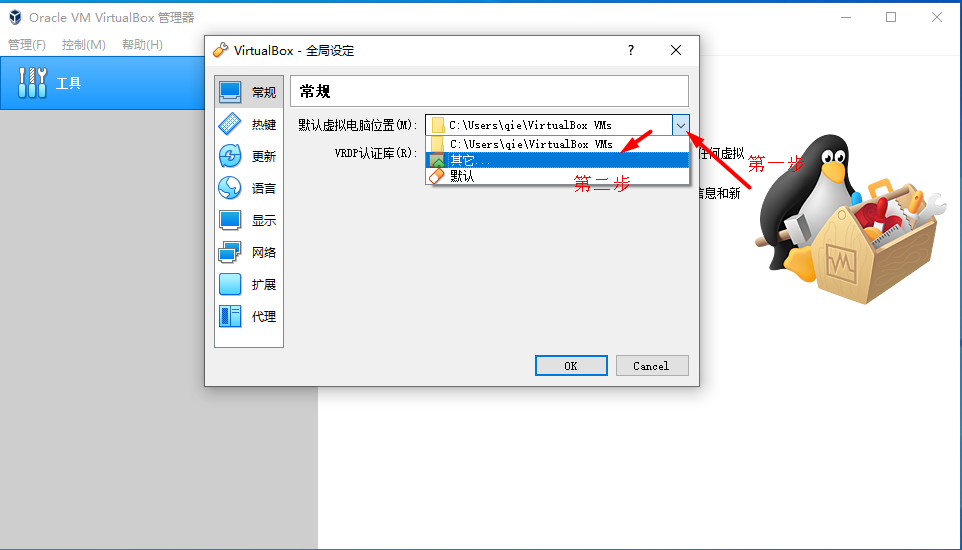 Oracle VM VirtualBox 管理器
管理(F) 控制(M) 帮助(H)
工具
VirtualBox - 全局设定
?
常规
热键
更新
语言
显示
网络
扩展
代理
常规
默认虚拟电脑位置(M):
C:\Users\qie\VirtualBox VMs
VRDP认证库(R):
C:\Users\qie\VirtualBox VMs
其它...
默认
第一步
第二步
任何虚拟
信息和新
OK
Cancel